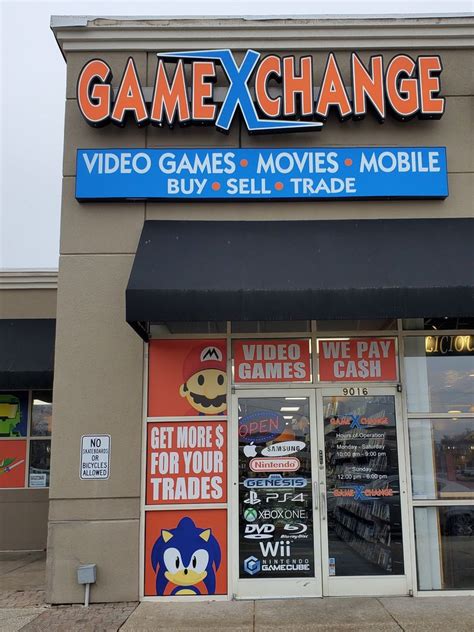 GAMEXCHANGE
VIDEO GAMES • MOVIES • MOBILE
BUY • SELL • TRADE
M
VIDEO GAMES
WE PAY CA$H
9016
GET MORE $
FOR YOUR
TRADES
NO
SKATEBOARDS
OR
BICYCLES
ALLOWED
OPEN
SAMSUNG
Nintendo
GENESIS
PS4
XBOX ONE
DVD Blu-ray Disc
Wii
NINTENDO
GAMECUBE
GAMEXCHANGE
Hours of Operation
Monday - Saturday
10:00 am - 9:00 pm
Sunday
12:00 pm - 6:00 pm
GAMEXCHANGE